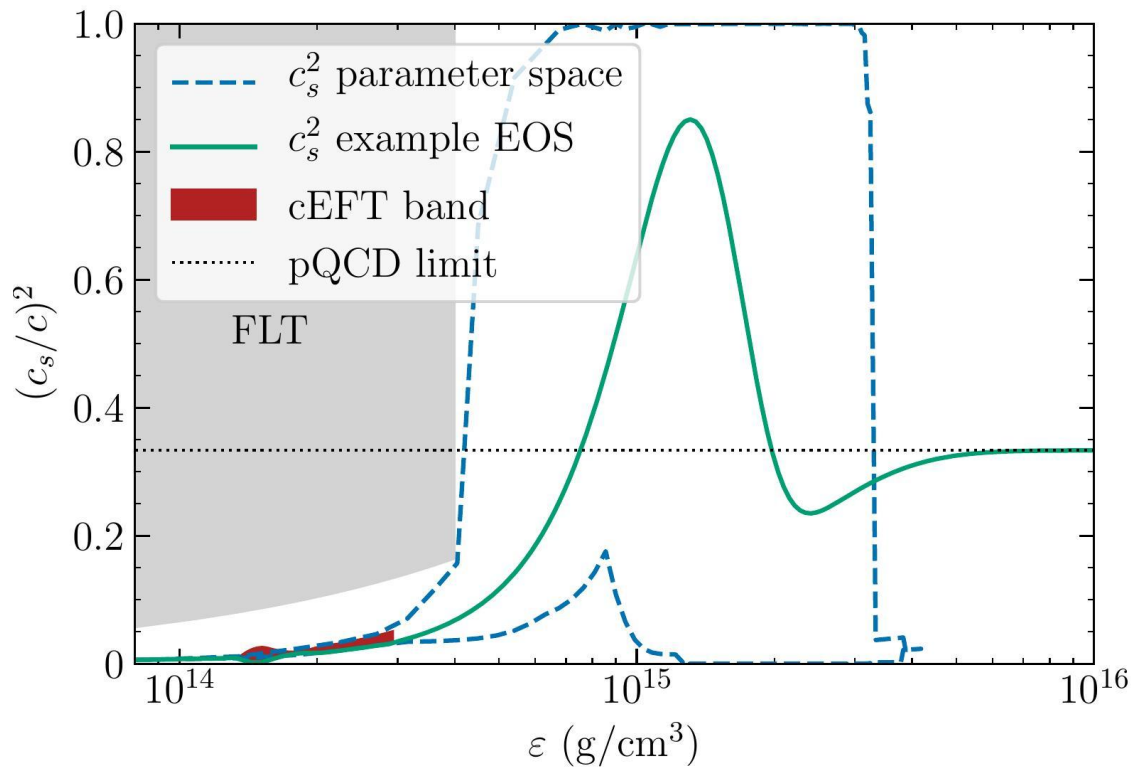 1.0
0.8
0.6
0.4
0.2
0
(c_s/c)^2
c_s^2 parameter space
c_s^2 example EOS
cEFT band
pQCD limit
FLT
10^14
10^15
10^16
ε (g/cm^3)